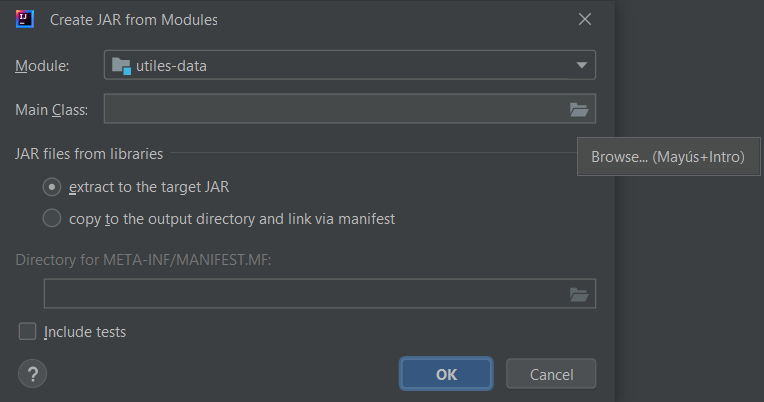 Create JAR from Modules
Module: utiles-data
Main Class:
Browse... (Mayús+Intro)
JAR files from libraries
extract to the target JAR
copy to the output directory and link via manifest
Directory for META-INF/MANIFEST.MF:
Include tests
? OK Cancel